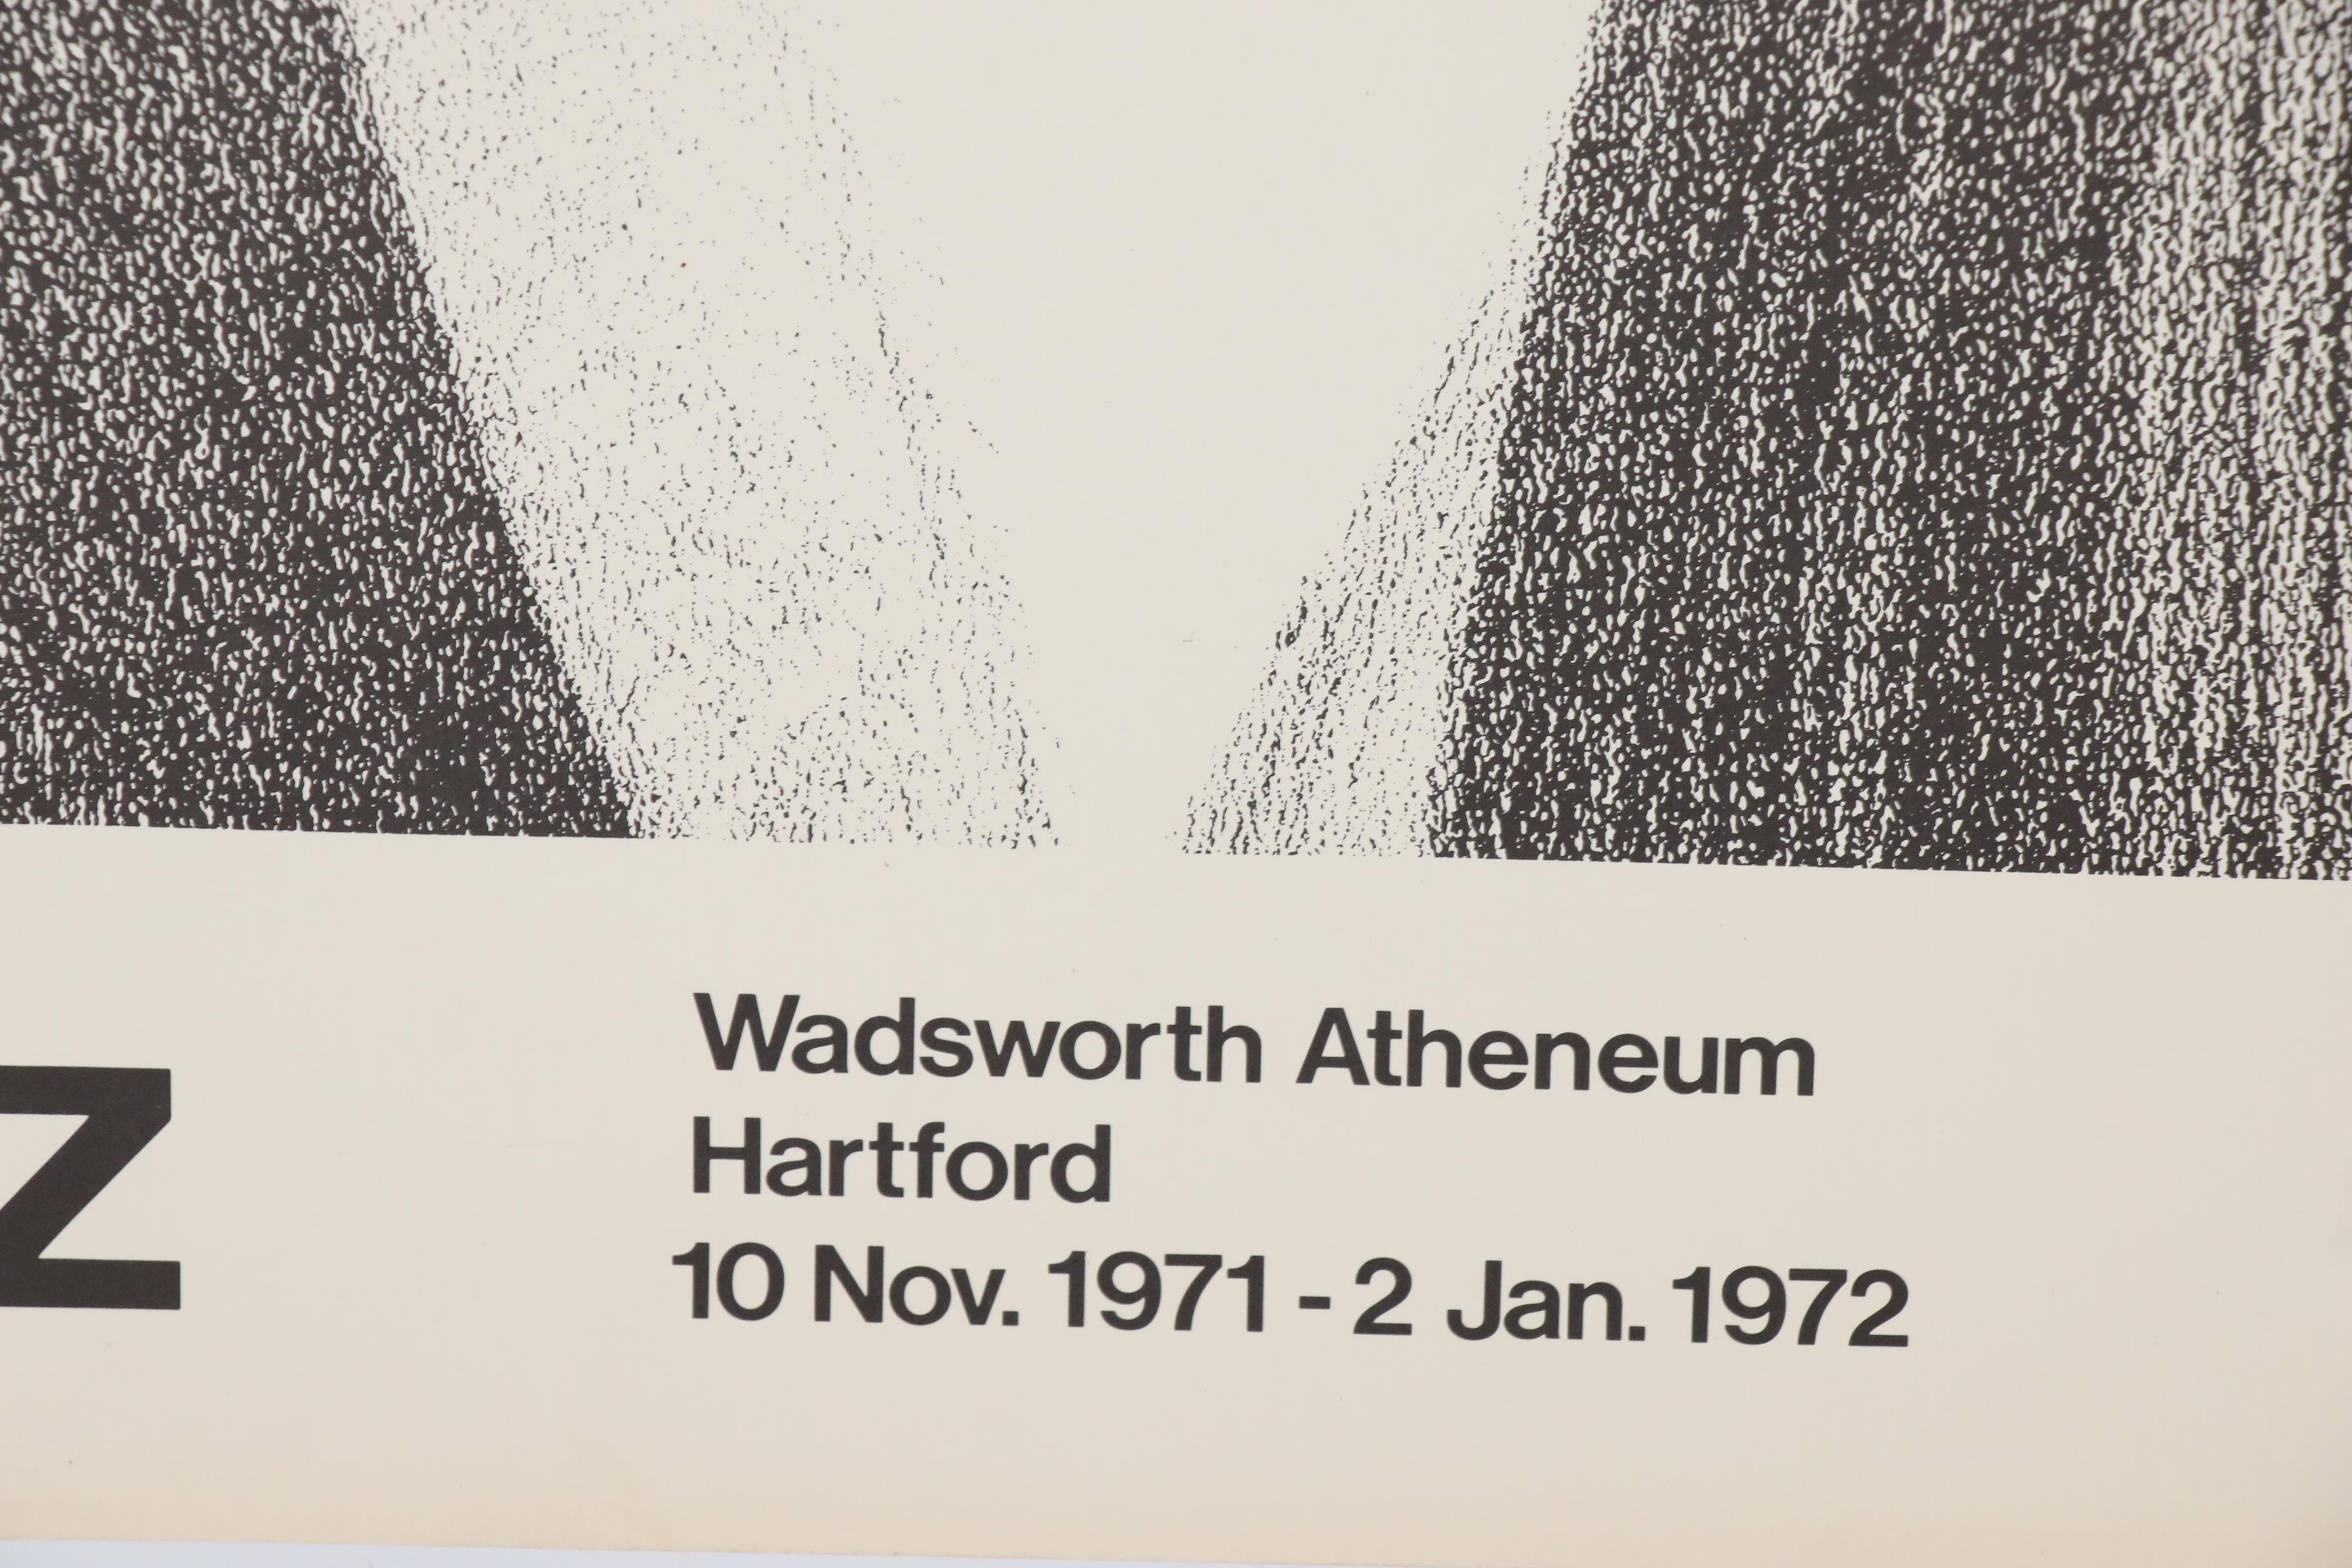 z
Wadsworth Atheneum
Hartford
10 Nov. 1971 - 2 Jan. 1972